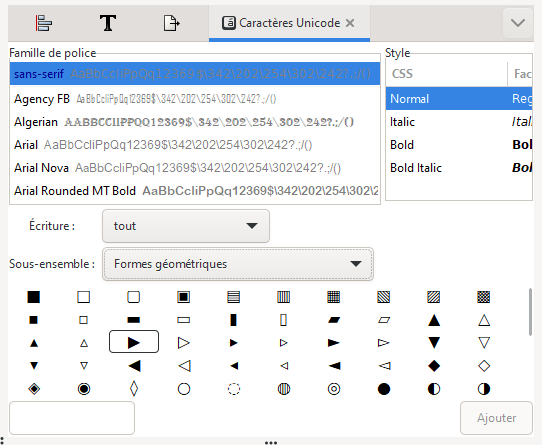 Caractères Unicode
Famille de police
Style
sans-serif AaBbCcIiPpQq12369$\342\202\254\302\242?.;/()
CSS Fac
Agency FB AaBbCcIiPpQq12369$\342\202\254\302\242?.;/()
Normal Reg
Algerian AaBbCcIiPpQq12369$\342\202\254\302\242?.;/()
Italic Ital
Arial AaBbCcIiPpQq12369$\342\202\254\302\242?.;/()
Bold Bol
Arial Nova AaBbCcIiPpQq12369$\342\202\254\302\242?.;/()
Bold Italic Bol
Arial Rounded MT Bold AaBbCcIiPpQq12369$\342\202\254\302\2
Écriture : tout
Sous-ensemble : Formes géométriques
■ □ ▢ ▣ ▤ ▥ ▦ ▧ ▨ ▩
▪ ▫ ▬ ▭ ▮ ▯ ▰ ▱ ▲ △
▴ ▵ ▶ ▷ ▸ ▹ ► ▻ ▼ ▽
▾ ▿ ◀ ◁ ◂ ◃ ◄ ◅ ◆ ◇
◈ ◉ ◊ ○ ◌ ◍ ◎ ● ◐ ◑
Ajouter